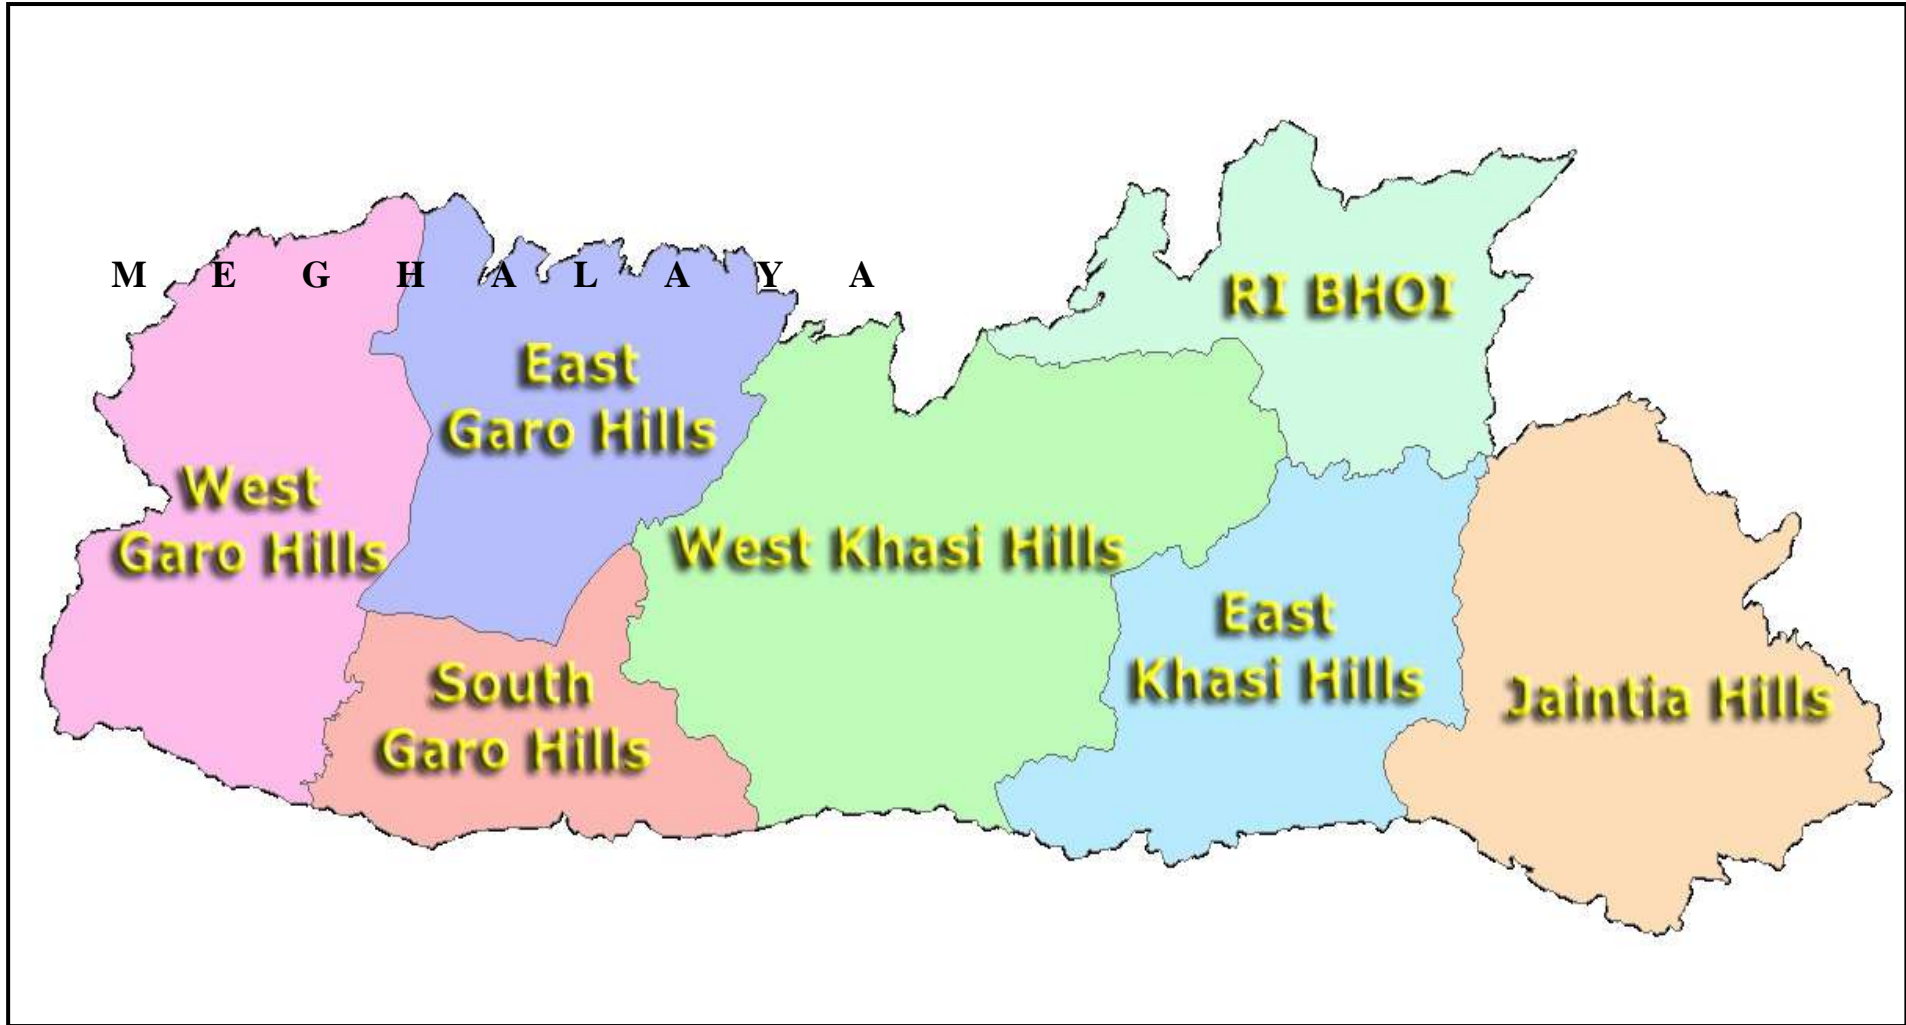 M E G H A L A Y A
RI BHOI
East
Garo Hills
West
Garo Hills
West Khasi Hills
East
Khasi Hills
South
Garo Hills
Jaintia Hills